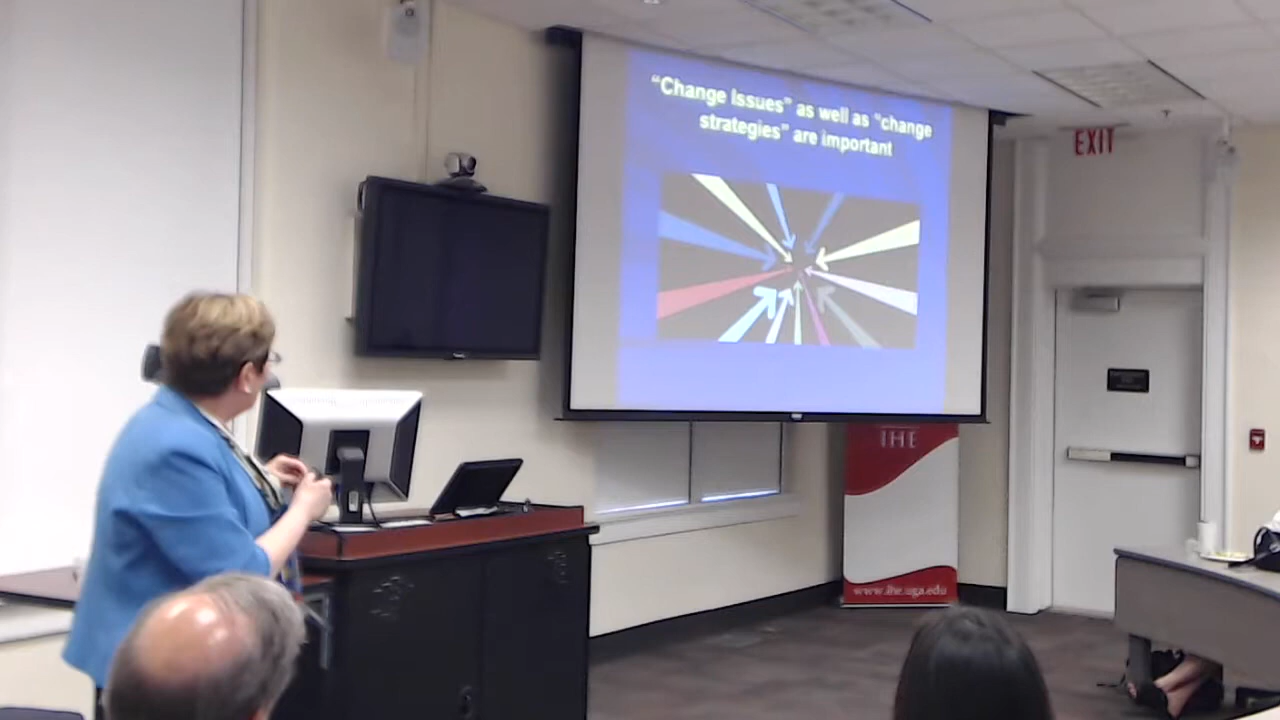 "Change Issues" as well as "change
strategies" are important
EXIT
IHE
www.ihe.uga.edu